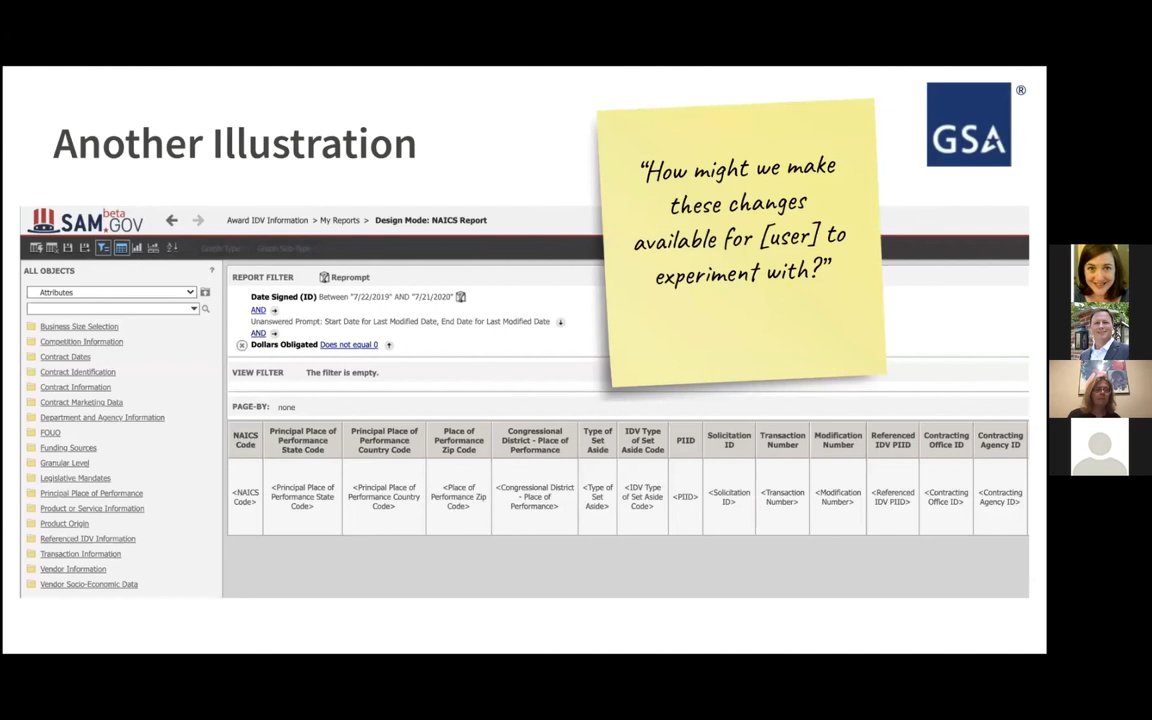 Another Illustration
GSA
®
“How might we make
these changes
available for [user] to
experiment with?”
beta
SAM.GOV
Award IDV Information > My Reports > Design Mode: NAICS Report
Graph Type: Graph Sub-Type:
ALL OBJECTS ?
Attributes
Business Size Selection
Competition Information
Contract Dates
Contract Identification
Contract Information
Contract Marketing Data
Department and Agency Information
FOUO
Funding Sources
Granular Level
Legislative Mandates
Principal Place of Performance
Product or Service Information
Product Origin
Referenced IDV Information
Transaction Information
Vendor Information
Vendor Socio-Economic Data
REPORT FILTER Reprompt
Date Signed (ID) Between "7/22/2019" AND "7/21/2020"
AND
Unanswered Prompt: Start Date for Last Modified Date, End Date for Last Modified Date
AND
Dollars Obligated Does not equal 0
VIEW FILTER The filter is empty.
PAGE-BY: none
NAICS Code
Principal Place of Performance State Code
Principal Place of Performance Country Code
Place of Performance Zip Code
Congressional District - Place of Performance
Type of Set Aside
IDV Type of Set Aside Code
PIID
Solicitation ID
Transaction Number
Modification Number
Referenced IDV PIID
Contracting Office ID
Contracting Agency ID
<NAICS Code>
<Principal Place of Performance State Code>
<Principal Place of Performance Country Code>
<Place of Performance Zip Code>
<Congressional District - Place of Performance>
<Type of Set Aside>
<IDV Type of Set Aside Code>
<PIID>
<Solicitation ID>
<Transaction Number>
<Modification Number>
<Referenced IDV PIID>
<Contracting Office ID>
<Contracting Agency ID>